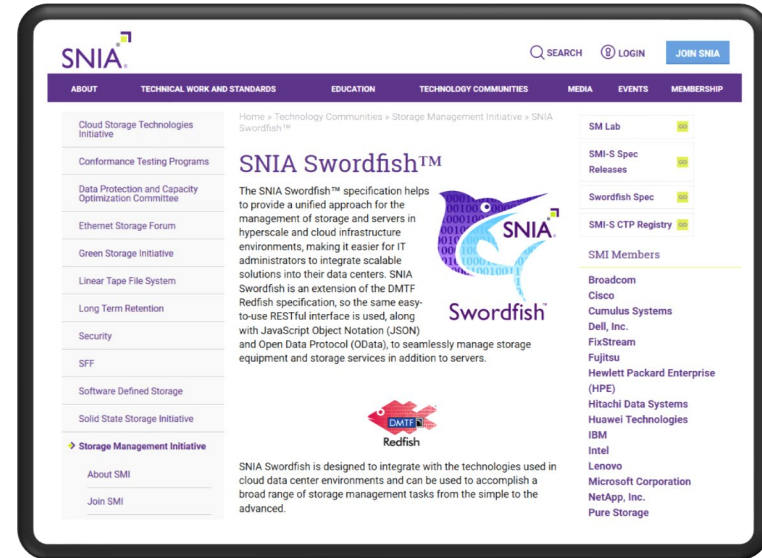 SNIA®
SEARCH
LOGIN
JOIN SNIA
ABOUT
TECHNICAL WORK AND STANDARDS
EDUCATION
TECHNOLOGY COMMUNITIES
MEDIA
EVENTS
MEMBERSHIP
Cloud Storage Technologies
Initiative
Conformance Testing Programs
Data Protection and Capacity
Optimization Committee
Ethernet Storage Forum
Green Storage Initiative
Linear Tape File System
Long Term Retention
Security
SFF
Software Defined Storage
Solid State Storage Initiative
Storage Management Initiative
About SMI
Join SMI
Home » Technology Communities » Storage Management Initiative » SNIA
Swordfish™
SNIA Swordfish™
The SNIA Swordfish™ specification helps
to provide a unified approach for the
management of storage and servers in
hyperscale and cloud infrastructure
environments, making it easier for IT
administrators to integrate scalable
solutions into their data centers. SNIA
Swordfish is an extension of the DMTF
Redfish specification, so the same easy-
to-use RESTful interface is used, along
with JavaScript Object Notation (JSON)
and Open Data Protocol (OData), to seamlessly manage storage
equipment and storage services in addition to servers.
SNIA
Swordfish™
DMTF
Redfish
SNIA Swordfish is designed to integrate with the technologies used in
cloud data center environments and can be used to accomplish a
broad range of storage management tasks from the simple to the
advanced.
SM Lab
GO
SMI-S Spec
Releases
GO
Swordfish Spec
GO
SMI-S CTP Registry
GO
SMI Members
Broadcom
Cisco
Cumulus Systems
Dell, Inc.
FixStream
Fujitsu
Hewlett Packard Enterprise
(HPE)
Hitachi Data Systems
Huawei Technologies
IBM
Intel
Lenovo
Microsoft Corporation
NetApp, Inc.
Pure Storage